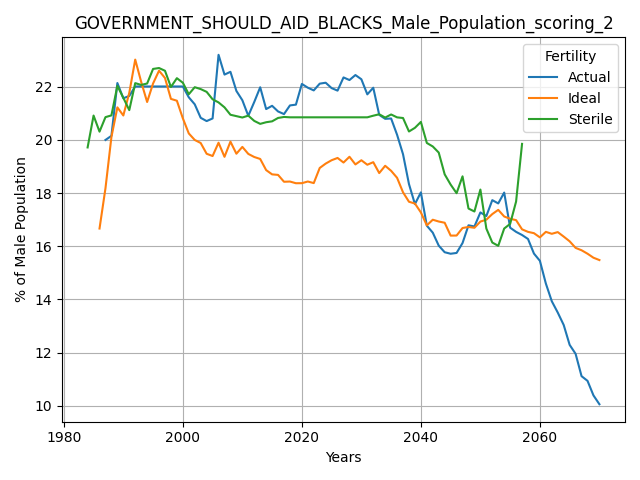 GOVERNMENT_SHOULD_AID_BLACKS_Male_Population_scoring_2
Fertility
Actual
Ideal
Sterile
% of Male Population
22
20
18
16
14
12
10
1980
2000
2020
2040
2060
Years